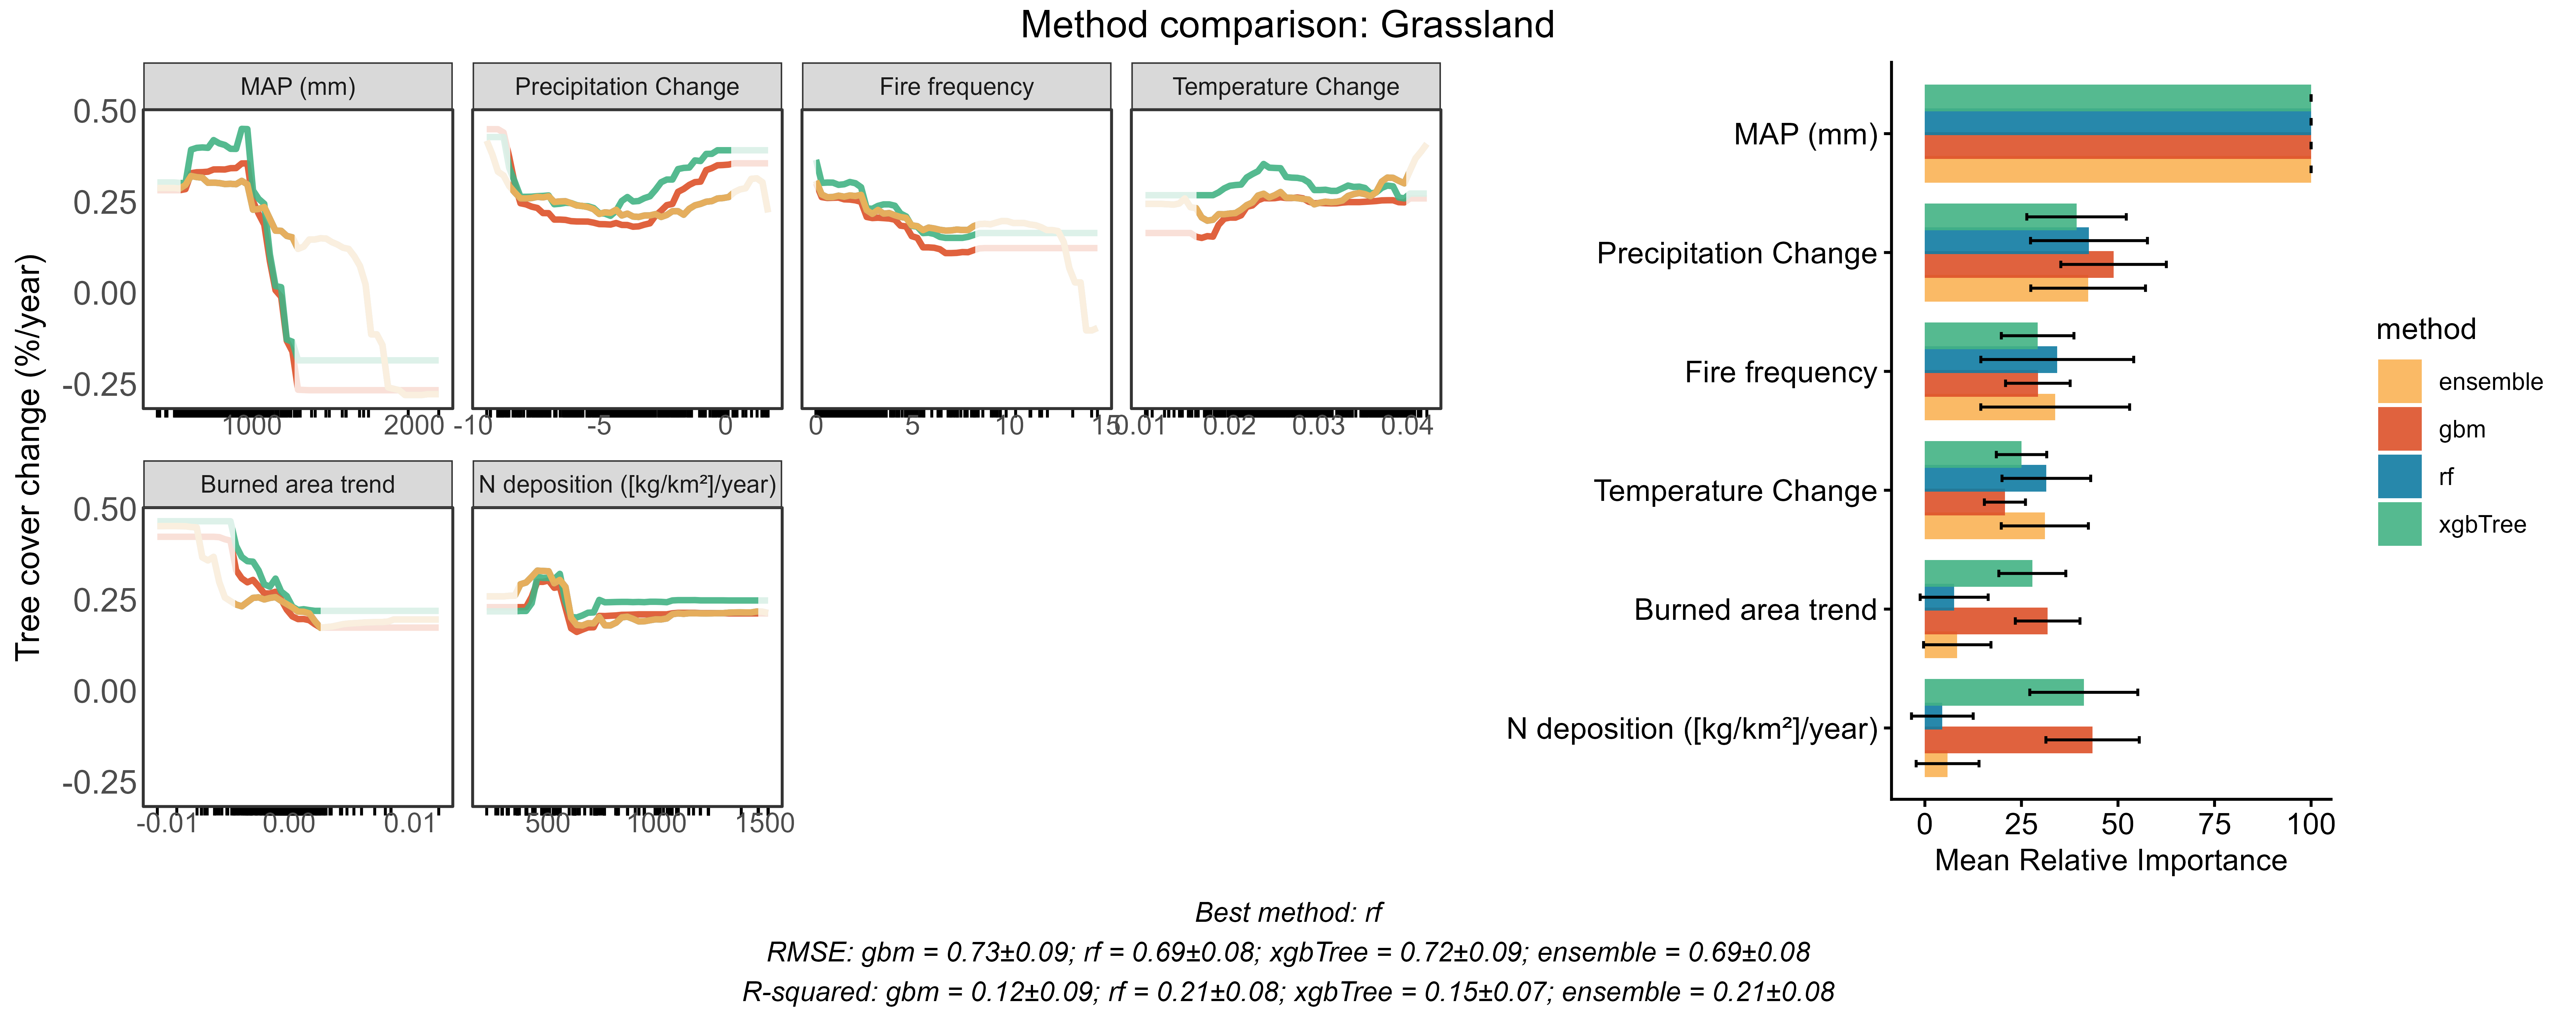 Method comparison: Grassland
MAP (mm)
Precipitation Change
Fire frequency
Temperature Change
Tree cover change (%/year)
0.50
0.25
0.00
-0.25
1000 2000
-10 -5 0
0 5 10 15
0.01 0.02 0.03 0.04
Burned area trend
N deposition ([kg/km²]/year)
0.50
0.25
0.00
-0.25
-0.01 0.00 0.01
500 1000 1500
MAP (mm)
Precipitation Change
Fire frequency
Temperature Change
Burned area trend
N deposition ([kg/km²]/year)
0 25 50 75 100
Mean Relative Importance
method
ensemble
gbm
rf
xgbTree
Best method: rf
RMSE: gbm = 0.73±0.09; rf = 0.69±0.08; xgbTree = 0.72±0.09; ensemble = 0.69±0.08
R-squared: gbm = 0.12±0.09; rf = 0.21±0.08; xgbTree = 0.15±0.07; ensemble = 0.21±0.08